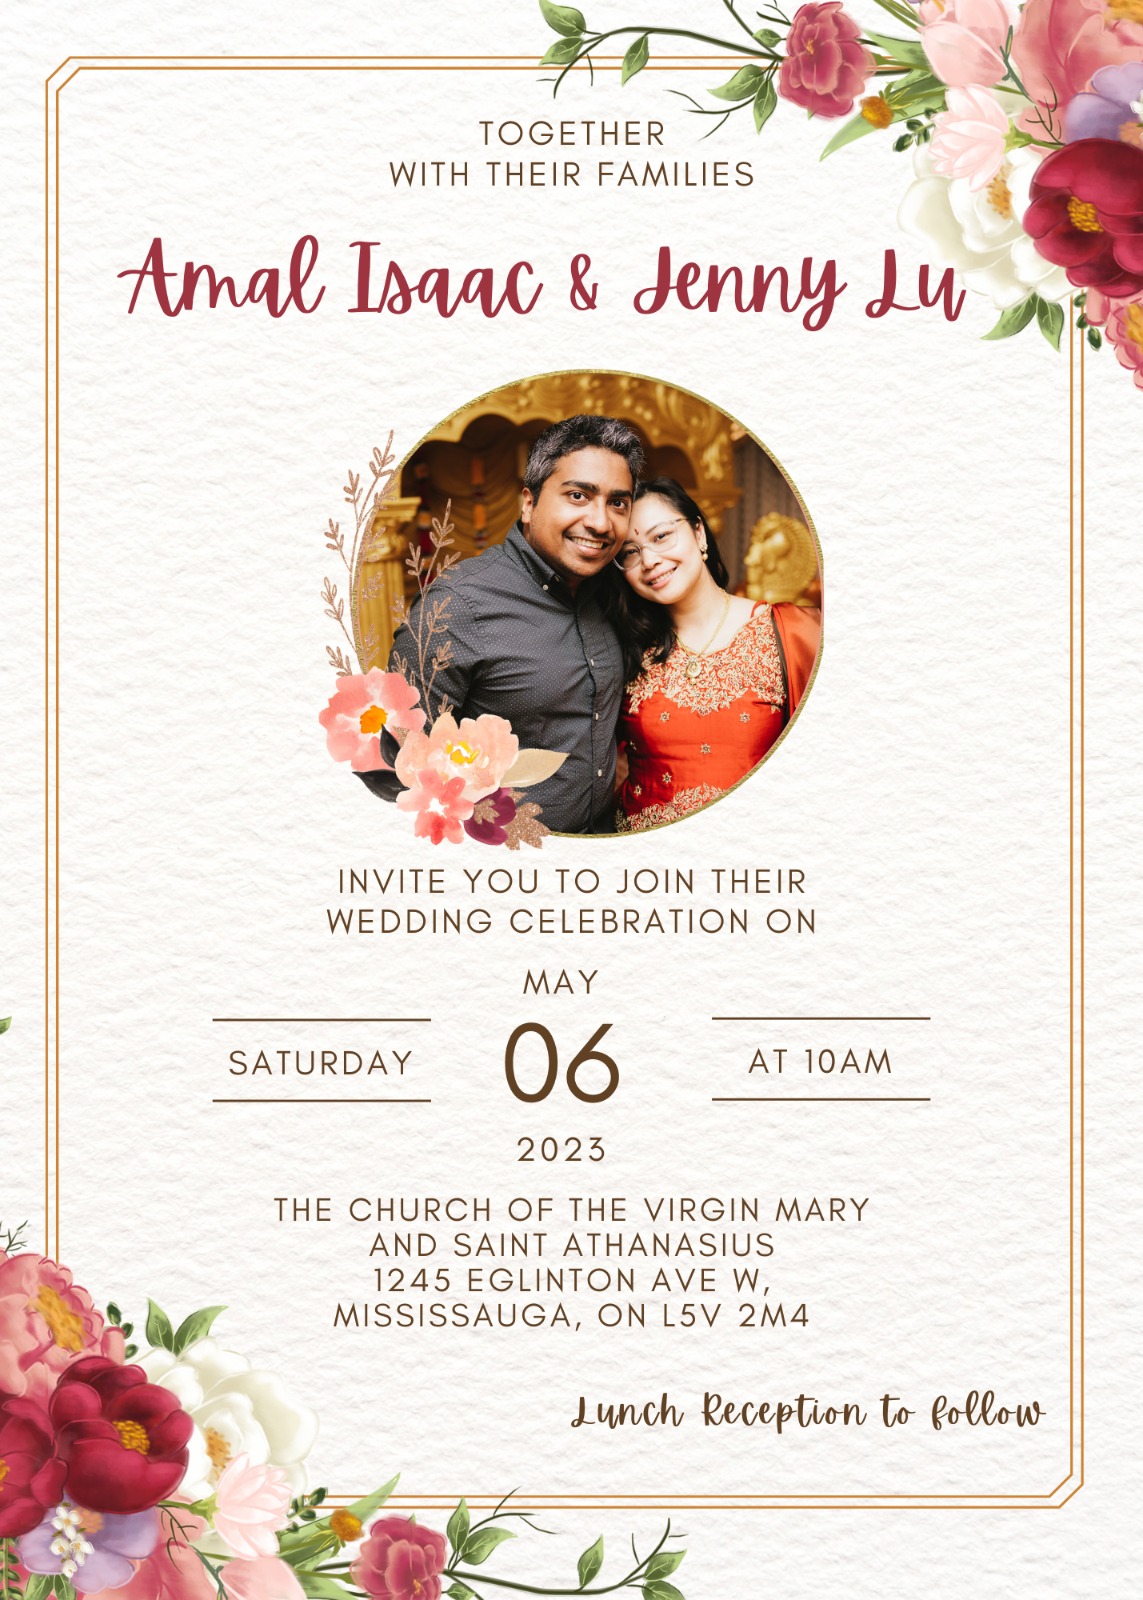 TOGETHER
WITH THEIR FAMILIES
Amal Isaac & Jenny Lu
INVITE YOU TO JOIN THEIR
WEDDING CELEBRATION ON
MAY
SATURDAY
06
AT 10AM
2023
THE CHURCH OF THE VIRGIN MARY
AND SAINT ATHANASIUS
1245 EGLINTON AVE W,
MISSISSAUGA, ON L5V 2M4
Lunch Reception to follow